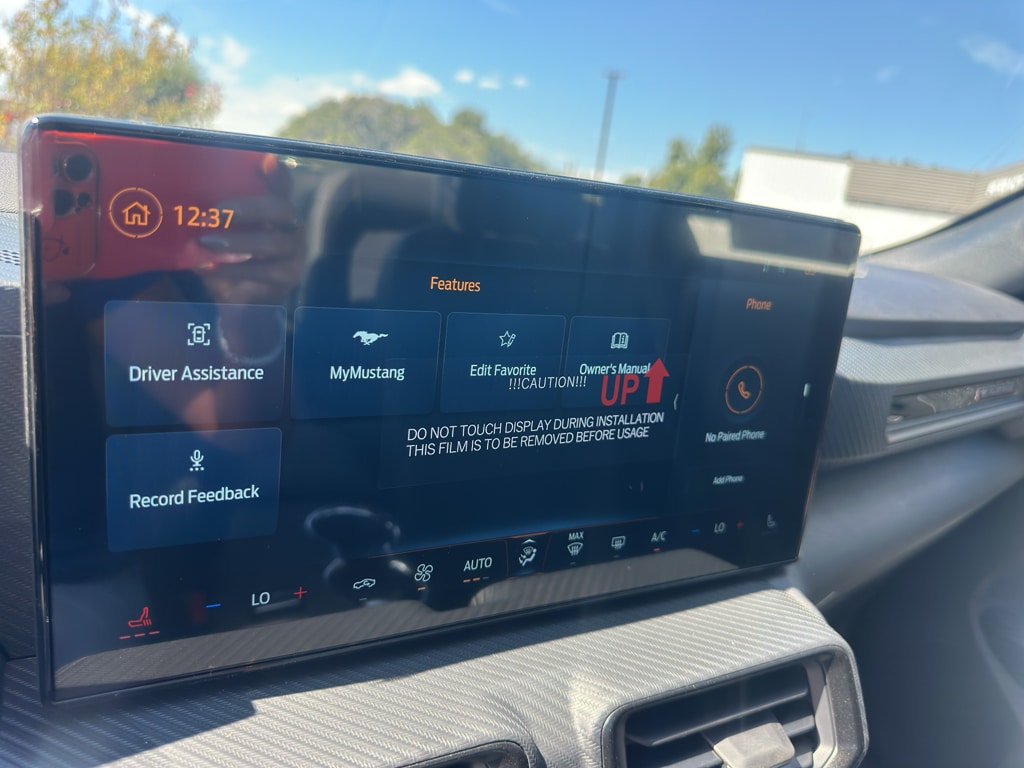 12:37
Features
Phone
Driver Assistance
MyMustang
Edit Favorite
Owner's Manual
!!!CAUTION!!!
UP
DO NOT TOUCH DISPLAY DURING INSTALLATION
THIS FILM IS TO BE REMOVED BEFORE USAGE
No Paired Phone
Add Phone
Record Feedback
LO
AUTO
MAX
A/C
LO